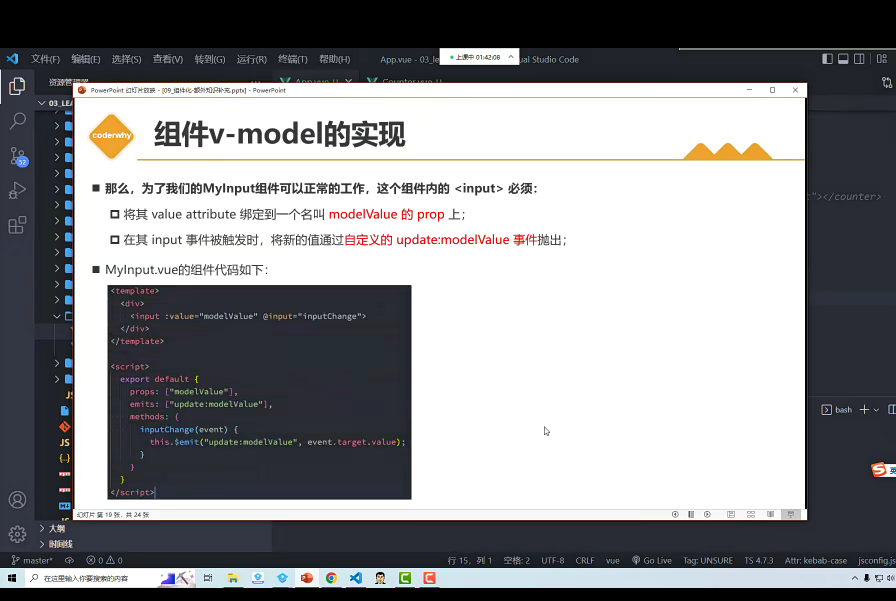 文件(F) 编辑(E) 选择(S) 查看(V) 转到(G) 运行(R) 终端(T) 帮助(H)
App.vue - 03_le
上课中 01:42:08
ual Studio Code
资源管理器
App.vue U
Counter.vue U
03_LEA
PowerPoint 幻灯片放映 - [09_组件化-额外知识补充.pptx] - PowerPoint
coderwhy
组件v-model的实现
那么，为了我们的MyInput组件可以正常的工作，这个组件内的 <input> 必须：
将其 value attribute 绑定到一个名叫 modelValue 的 prop 上；
在其 input 事件被触发时，将新的值通过自定义的 update:modelValue 事件抛出；
MyInput.vue的组件代码如下：
<template>
<div>
<input :value="modelValue" @input="inputChange">
</div>
</template>
<script>
export default {
props: ["modelValue"],
emits: ["update:modelValue"],
methods: {
inputChange(event) {
this.$emit("update:modelValue", event.target.value);
}
}
}
</script>
"></counter>
52
JS
JS
{..}
bash
英
幻灯片 第 19 张，共 24 张
大纲
时间线
master*
0 0
行 15，列 1 空格: 2 UTF-8 CRLF vue Go Live Tag: UNSURE TS 4.7.3 Attr: kebab-case jsconfig.js
在这里输入你要搜索的内容